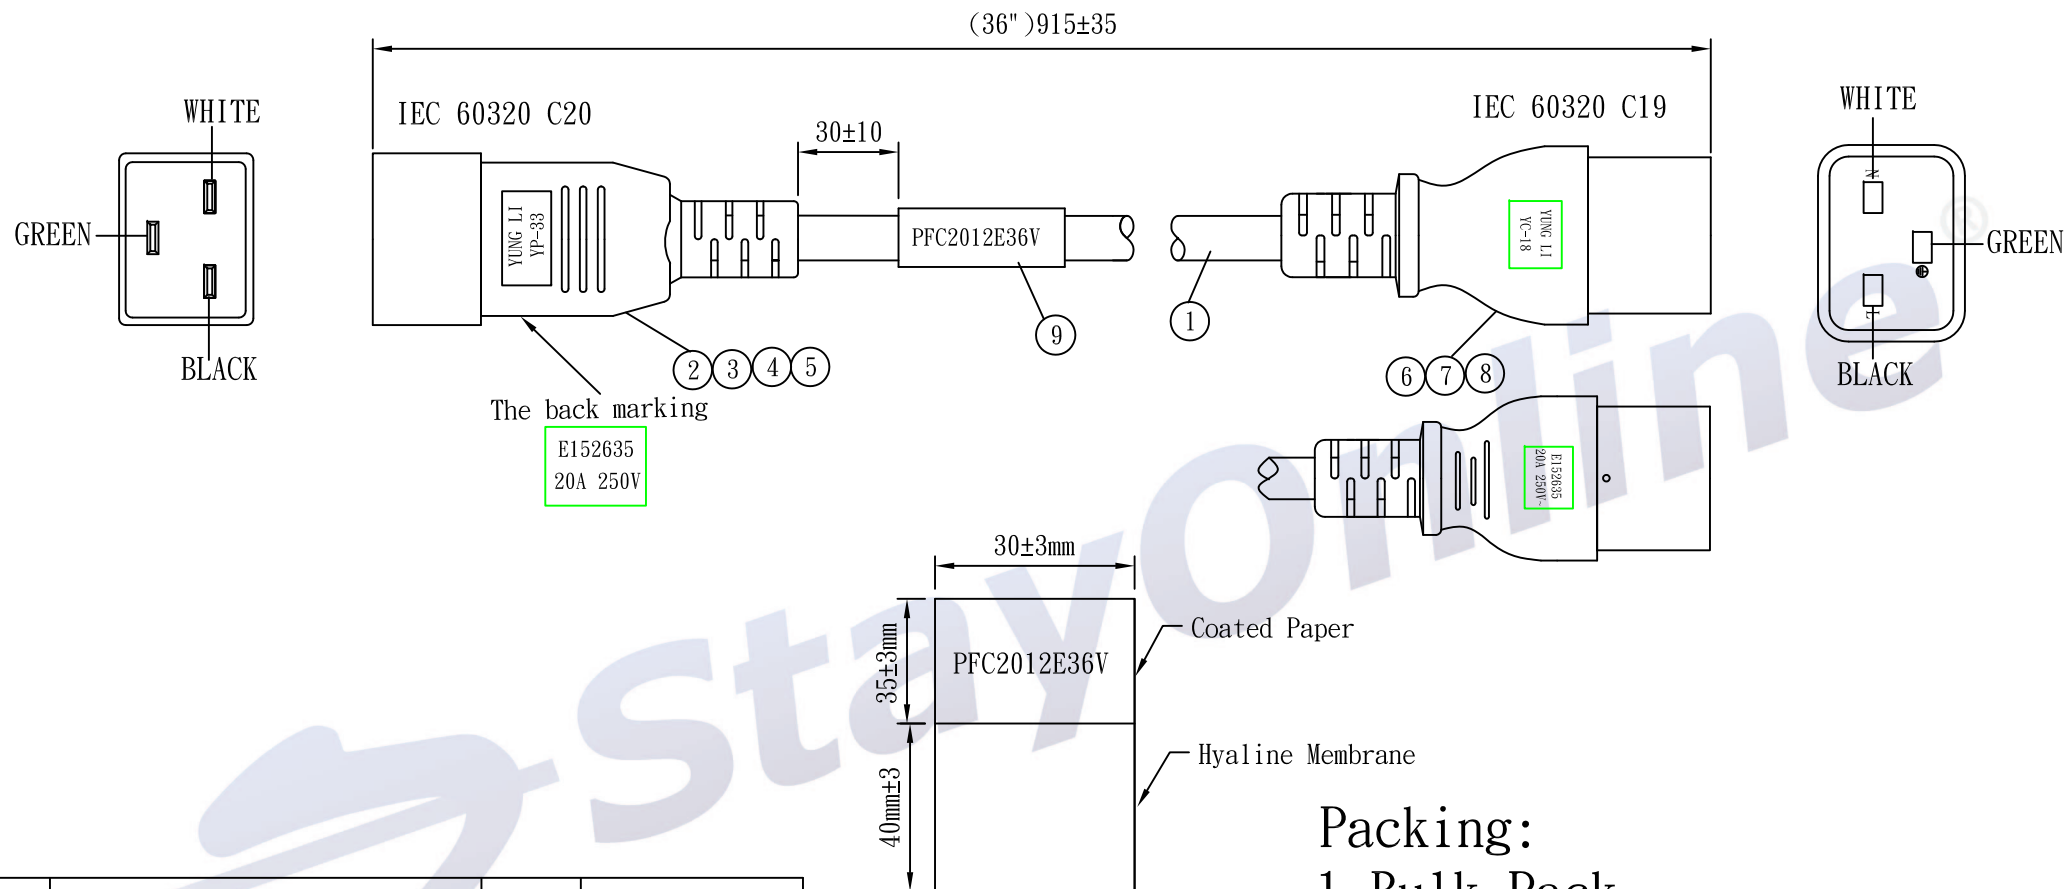 (36")915±35
IEC 60320 C20
IEC 60320 C19
WHITE
GREEN
BLACK
30±10
YUNG LI
YP-33
PFC2012E36V
YUNG LI
YC-18
WHITE
N
GREEN
L
BLACK
9
1
2 3 4 5
6 7 8
The back marking
E152635
20A 250V
E152635
20A 250V~
30±3mm
35±3mm
PFC2012E36V
Coated Paper
40mm±3
Hyaline Membrane
StayOnline®
Packing:
1.Bulk Pack